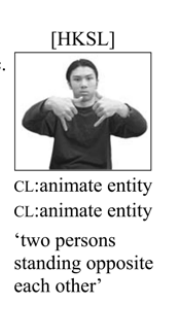 [HKSL]
.
CL:animate entity
CL:animate entity
‘two persons
standing opposite
each other’